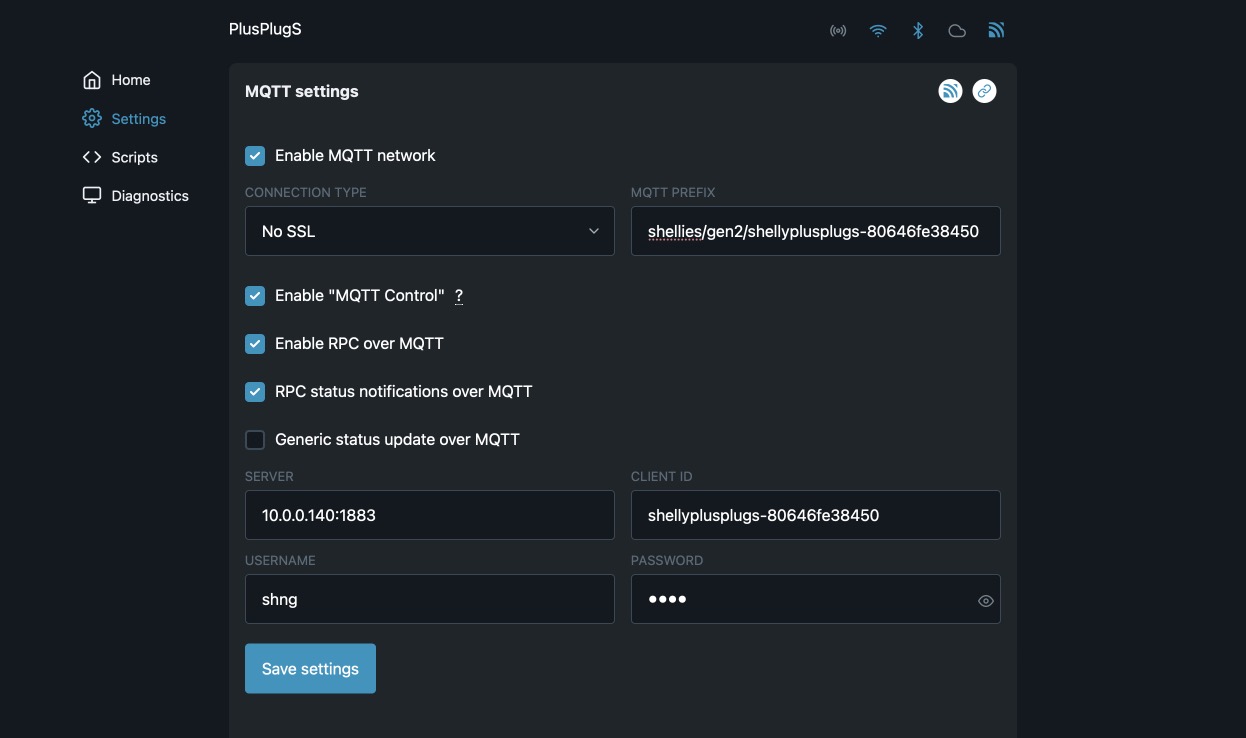 PlusPlugS
Home
Settings
Scripts
Diagnostics
MQTT settings
Enable MQTT network
CONNECTION TYPE
No SSL
MQTT PREFIX
shellies/gen2/shellyplusplugs-80646fe38450
Enable "MQTT Control" ?
Enable RPC over MQTT
RPC status notifications over MQTT
Generic status update over MQTT
SERVER
10.0.0.140:1883
CLIENT ID
shellyplusplugs-80646fe38450
USERNAME
shng
PASSWORD
••••
Save settings